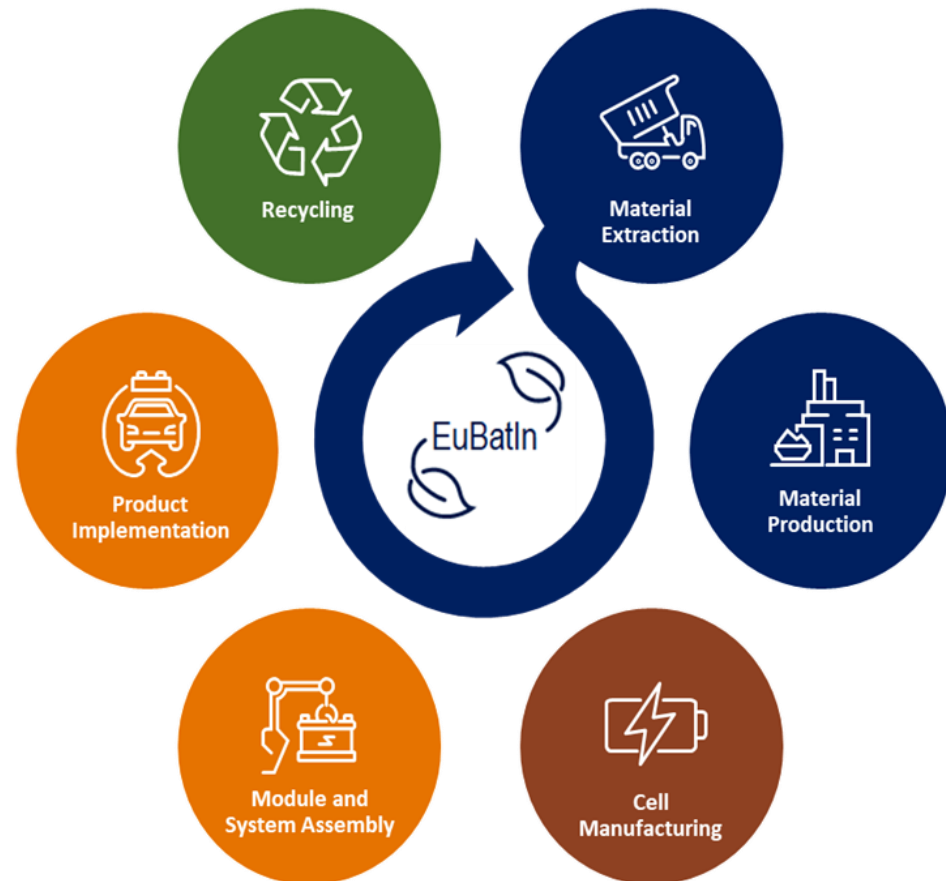 Recycling
Material
Extraction
EuBatIn
Product
Implementation
Material
Production
Module and
System Assembly
Cell
Manufacturing